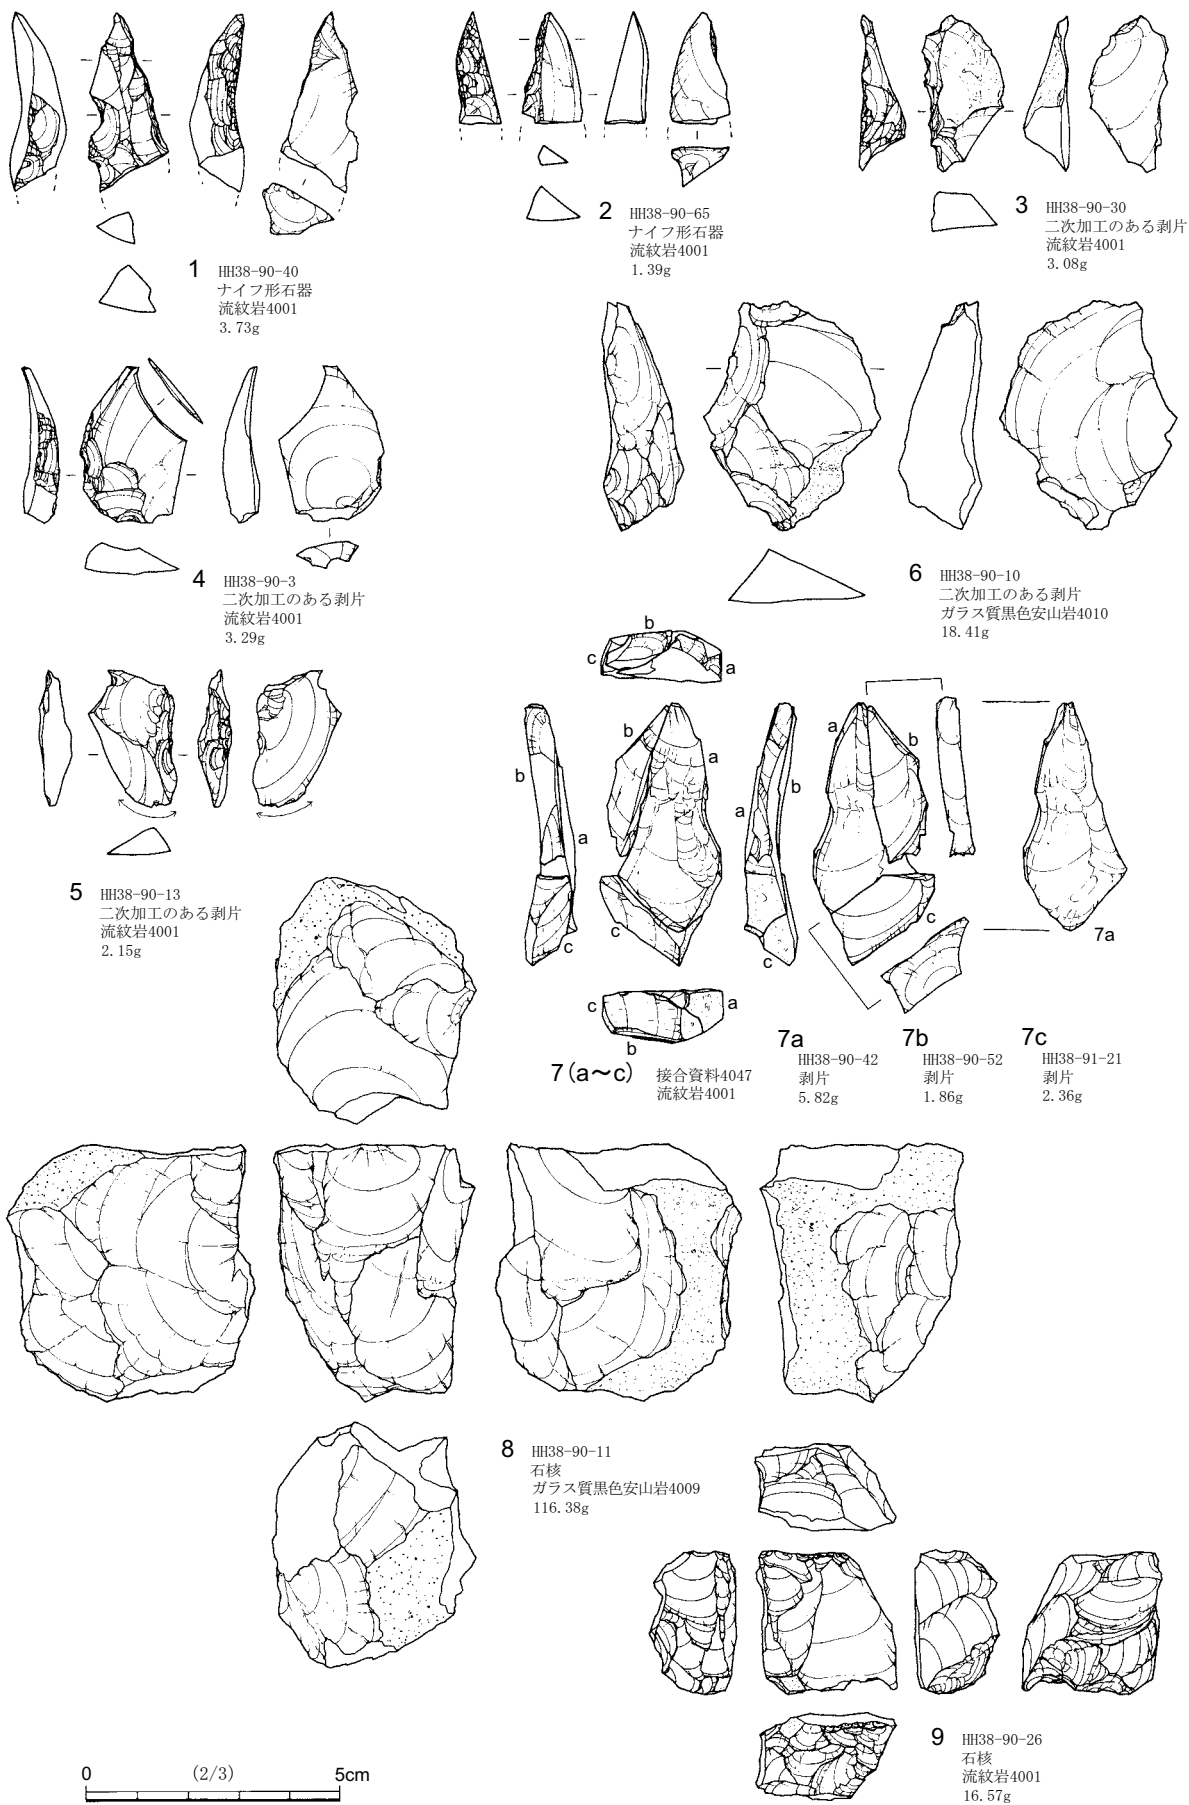 1
HH38-90-40
ナイフ形石器
流紋岩4001
3.73g
2
HH38-90-65
ナイフ形石器
流紋岩4001
1.39g
3
HH38-90-30
二次加工のある剥片
流紋岩4001
3.08g
4
HH38-90-3
二次加工のある剥片
流紋岩4001
3.29g
6
HH38-90-10
二次加工のある剥片
ガラス質黒色安山岩4010
18.41g
5
HH38-90-13
二次加工のある剥片
流紋岩4001
2.15g
b
c
a
b
a
b
a
b
a
b
a
b
c
c
c
c
7a
c
a
b
7(a～c)
接合資料4047
流紋岩4001
7a
HH38-90-42
剥片
5.82g
7b
HH38-90-52
剥片
1.86g
7c
HH38-91-21
剥片
2.36g
8
HH38-90-11
石核
ガラス質黒色安山岩4009
116.38g
9
HH38-90-26
石核
流紋岩4001
16.57g
0 (2/3) 5cm